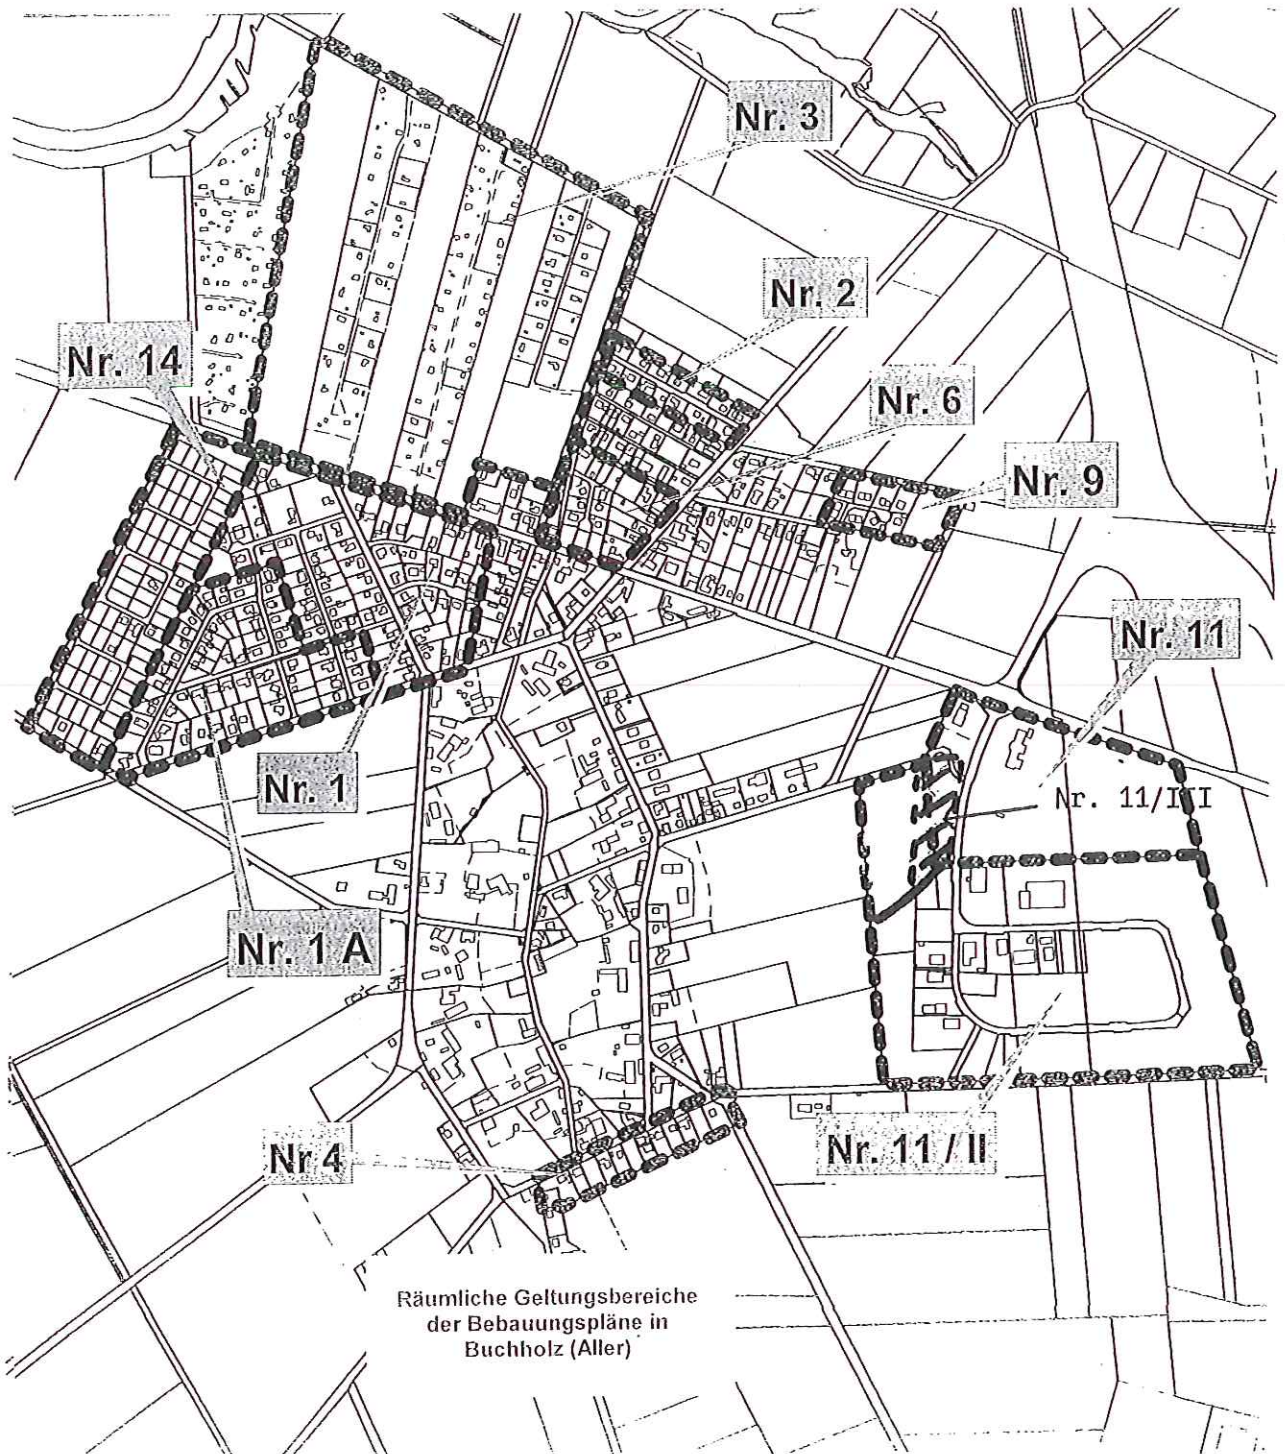 Nr. 3
Nr. 2
Nr. 14
Nr. 6
Nr. 9
Nr. 11
Nr. 1
Nr. 11/III
Nr. 1 A
Nr. 11 / II
Nr 4
Räumliche Geltungsbereiche
der Bebauungspläne in
Buchholz (Aller)